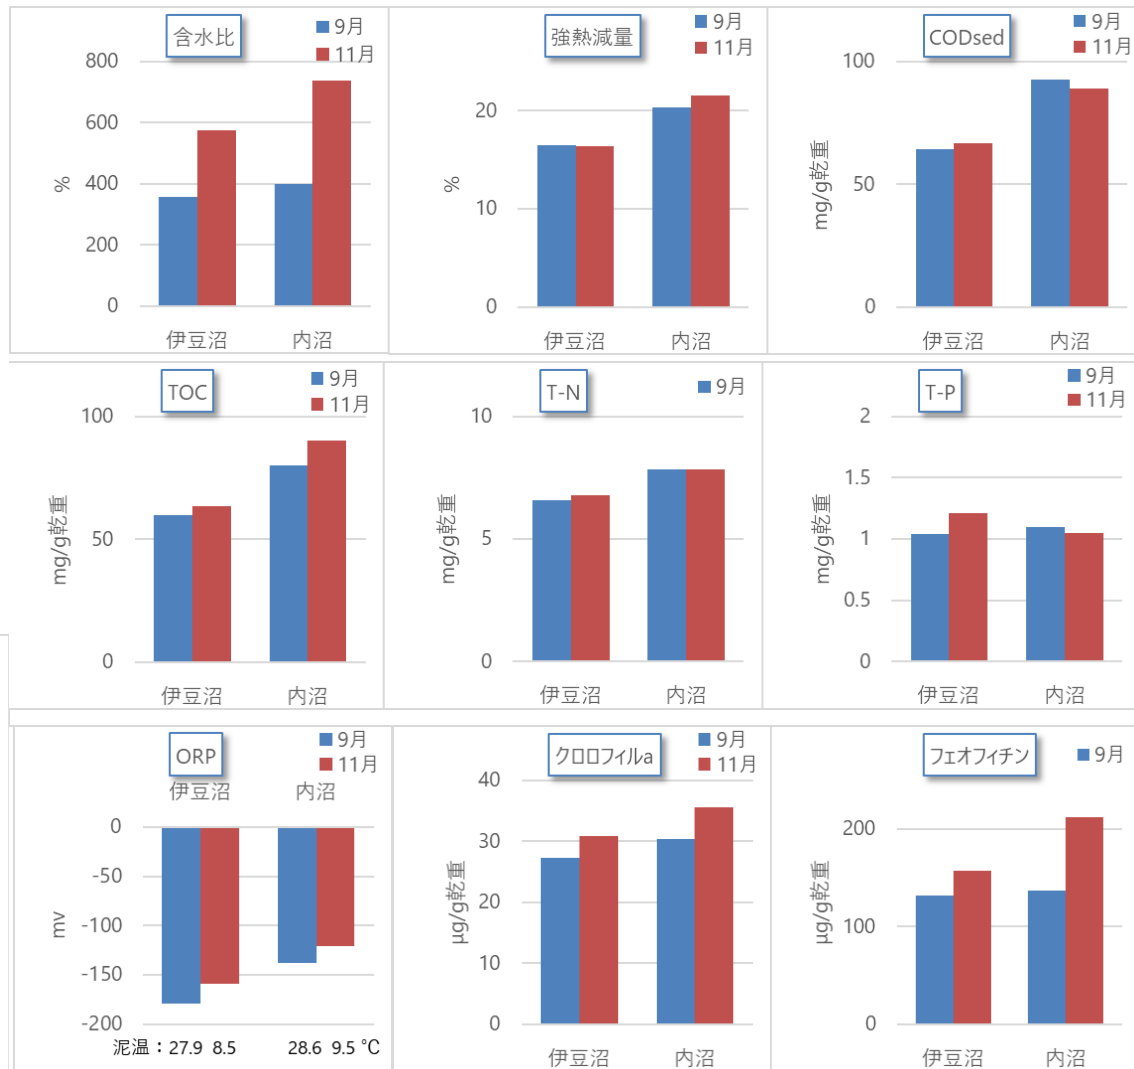 含水比
9月
11月
800
600
400
200
0
%
伊豆沼 内沼
強熱減量
9月
11月
20
10
0
%
伊豆沼 内沼
CODsed
9月
11月
100
50
0
mg/g乾重
伊豆沼 内沼
TOC
9月
11月
100
50
0
mg/g乾重
伊豆沼 内沼
T-N
9月
10
5
0
mg/g乾重
伊豆沼 内沼
T-P
9月
11月
2
1.5
1
0.5
0
mg/g乾重
伊豆沼 内沼
ORP
9月
11月
伊豆沼 内沼
0
-50
-100
-150
-200
mv
泥温：27.9 8.5 28.6 9.5 ℃
クロロフィルa
9月
11月
40
30
20
10
0
µg/g乾重
伊豆沼 内沼
フェオフィチン
9月
200
100
0
µg/g乾重
伊豆沼 内沼